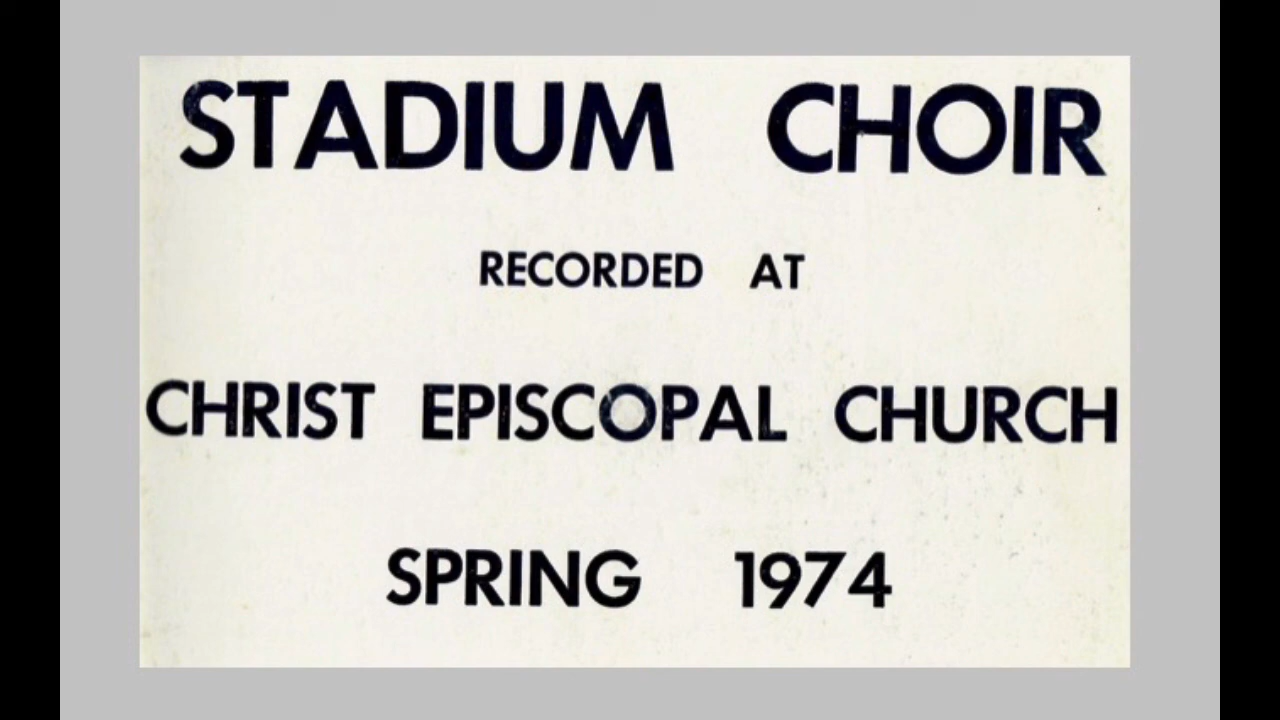 STADIUM CHOIR
RECORDED AT
CHRIST EPISCOPAL CHURCH
SPRING 1974